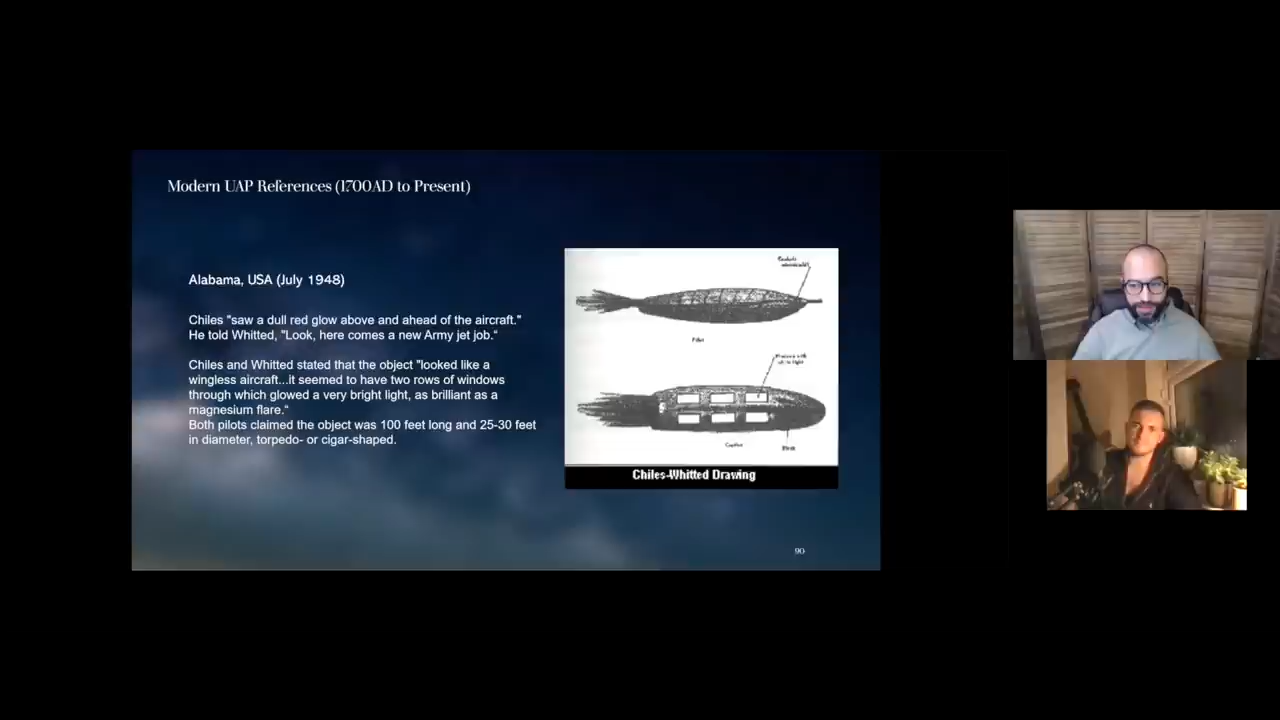 Modern UAP References (1700AD to Present)
Alabama, USA (July 1948)
Chiles "saw a dull red glow above and ahead of the aircraft."
He told Whitted, "Look, here comes a new Army jet job."
Chiles and Whitted stated that the object "looked like a
wingless aircraft...it seemed to have two rows of windows
through which glowed a very bright light, as brilliant as a
magnesium flare."
Both pilots claimed the object was 100 feet long and 25-30 feet
in diameter, torpedo- or cigar-shaped.
Chiles-Whitted Drawing
90